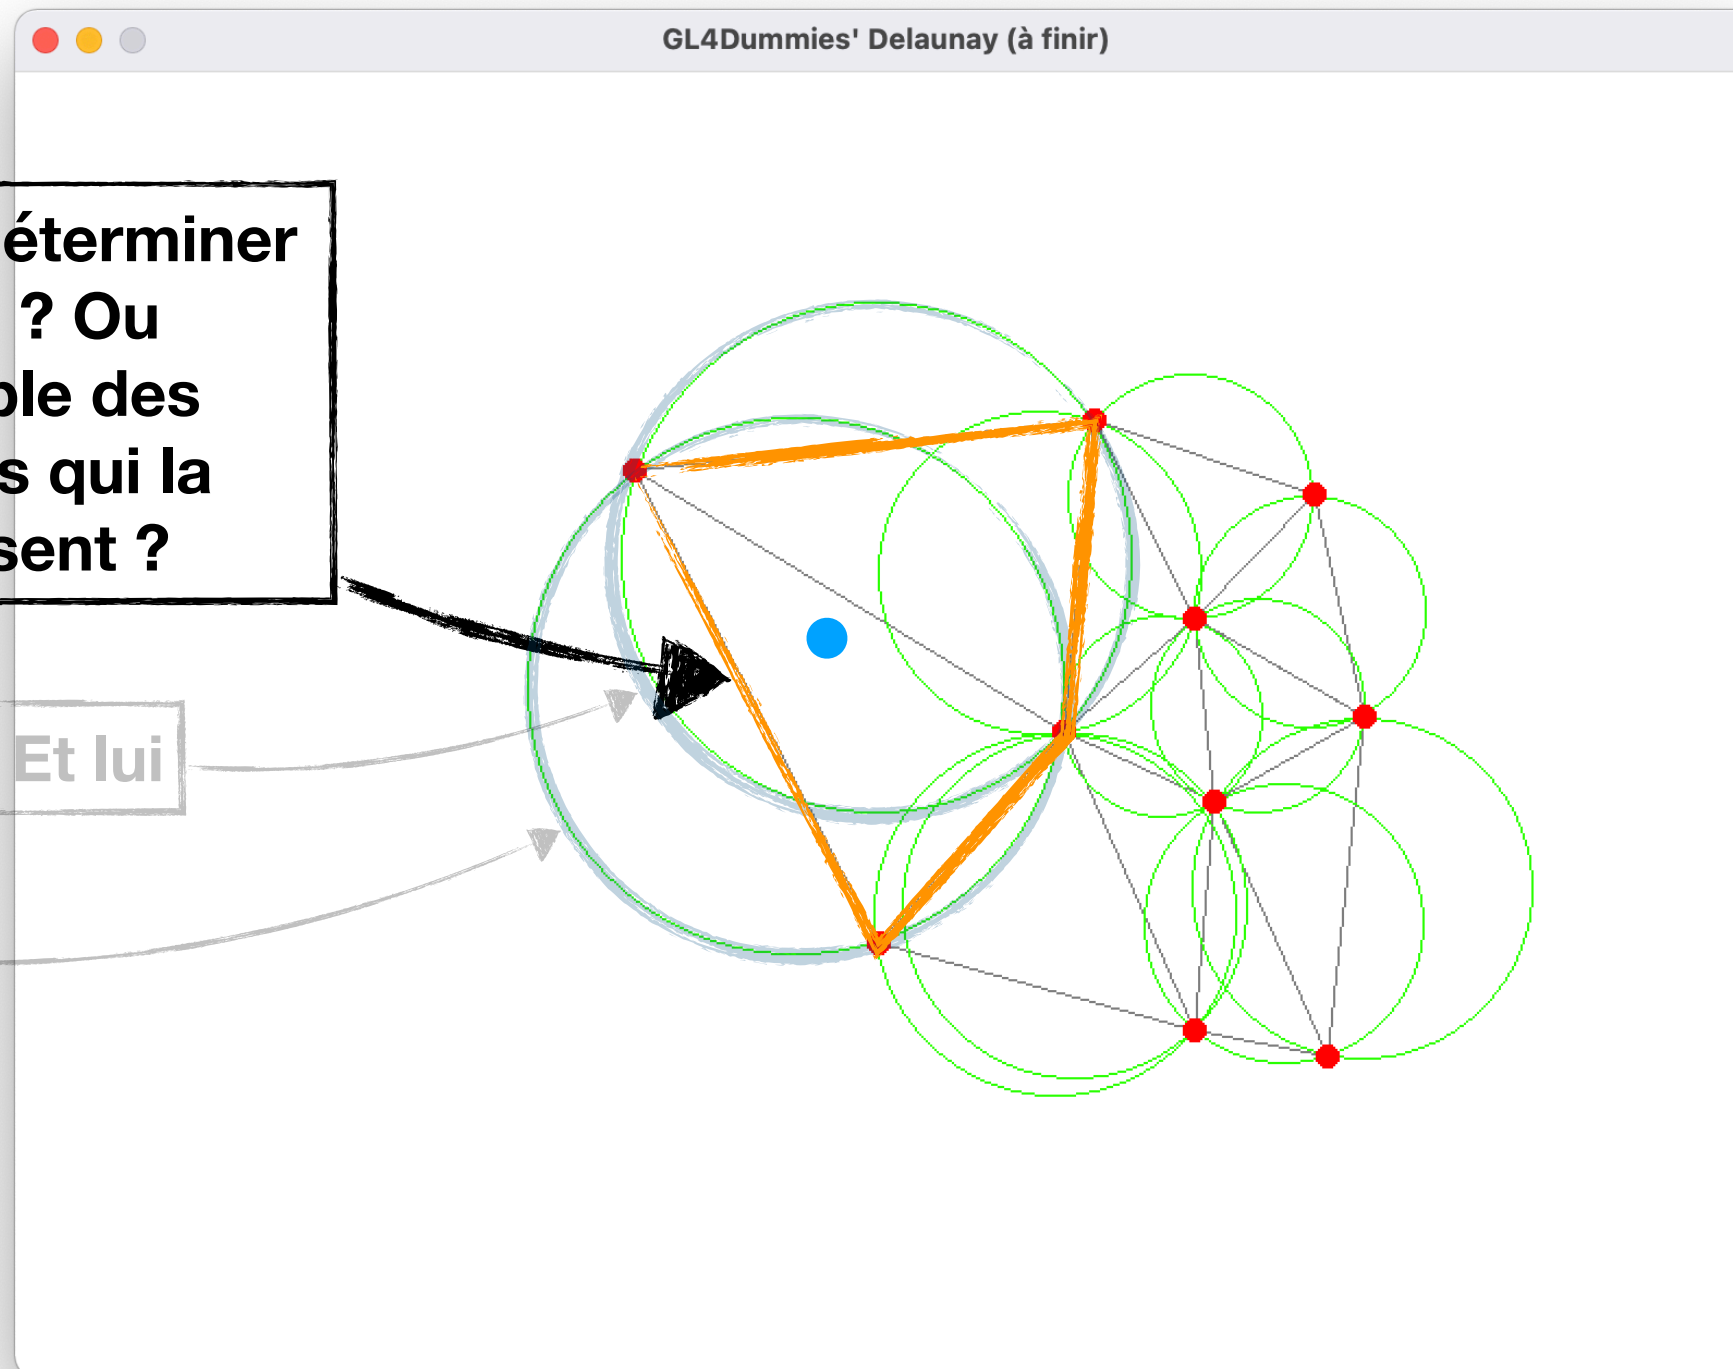 GL4Dummies' Delaunay (à finir)
éterminer
? Ou
ble des
s qui la
sent ?
Et lui